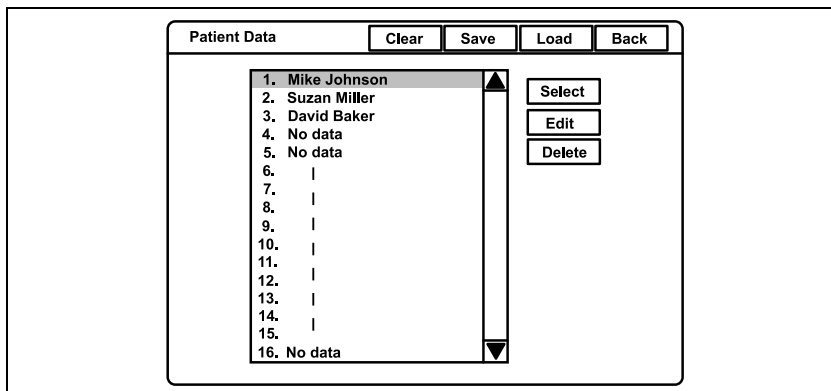 Patient Data Clear Save Load Back
1. Mike Johnson
2. Suzan Miller
3. David Baker
4. No data
5. No data
6.
7.
8.
9.
10.
11.
12.
13.
14.
15.
16. No data
Select
Edit
Delete